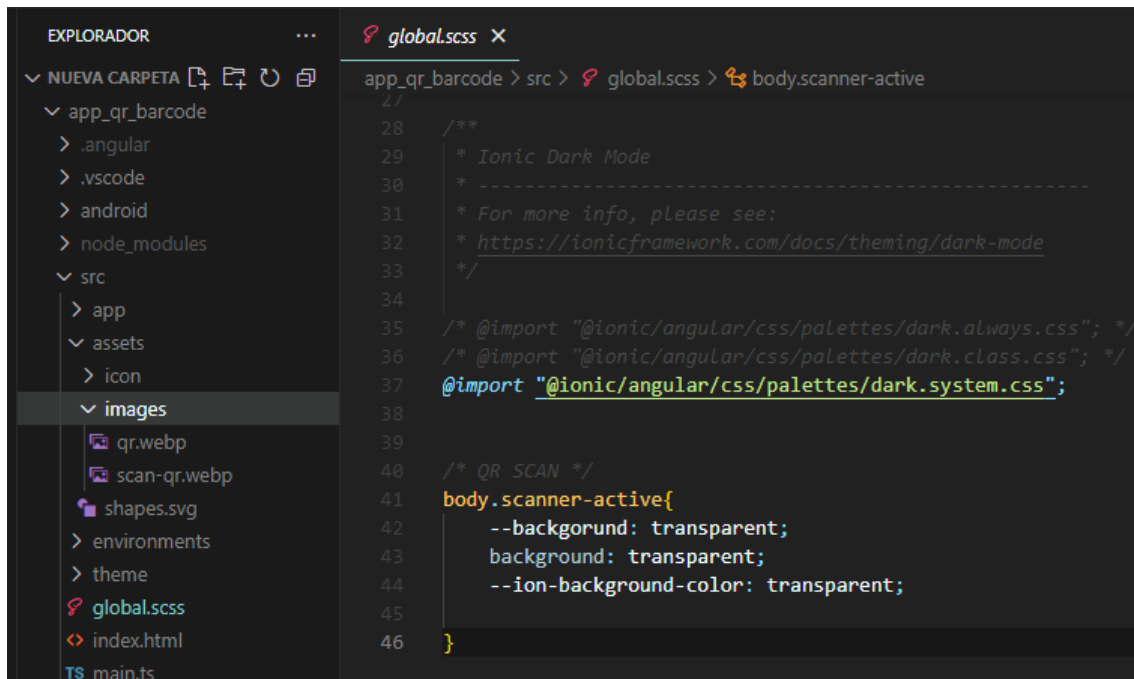 EXPLORADOR ...
NUEVA CARPETA
app_qr_barcode
.angular
.vscode
android
node_modules
src
app
assets
icon
images
qr.webp
scan-qr.webp
shapes.svg
environments
theme
global.scss
index.html
TS main.ts
global.scss
app_qr_barcode > src > global.scss > body.scanner-active
27
28 /**
29 * Ionic Dark Mode
30 * -----------------------------------------------------
31 * For more info, please see:
32 * https://ionicframework.com/docs/theming/dark-mode
33 */
34
35 /* @import "@ionic/angular/css/palettes/dark.always.css"; */
36 /* @import "@ionic/angular/css/palettes/dark.class.css"; */
37 @import "@ionic/angular/css/palettes/dark.system.css";
38
39
40 /* QR SCAN */
41 body.scanner-active{
42 --backgorund: transparent;
43 background: transparent;
44 --ion-background-color: transparent;
45
46 }